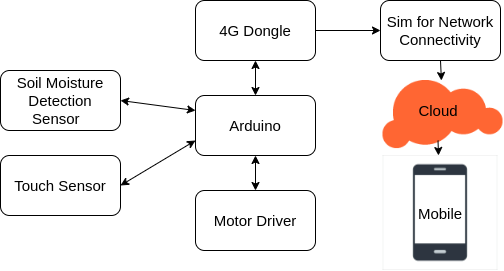 4G Dongle
Sim for Network
Connectivity
Soil Moisture
Detection
Sensor
Cloud
Arduino
Touch Sensor
Mobile
Motor Driver